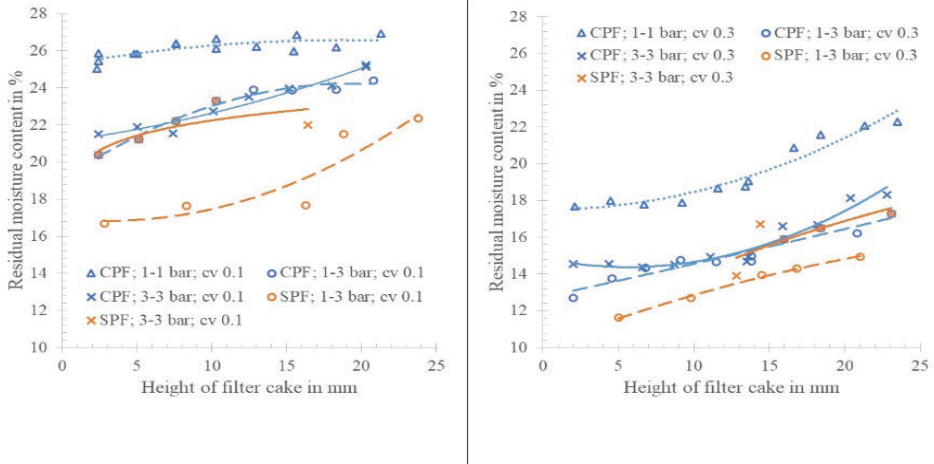 28
26
24
22
20
18
16
14
12
10
Residual moisture content in %
CPF; 1-1 bar; cv 0.1
CPF; 1-3 bar; cv 0.1
CPF; 3-3 bar; cv 0.1
SPF; 1-3 bar; cv 0.1
SPF; 3-3 bar; cv 0.1
0 5 10 15 20 25
Height of filter cake in mm
28
26
24
22
20
18
16
14
12
10
Residual moisture content in %
CPF; 1-1 bar; cv 0.3
CPF; 1-3 bar; cv 0.3
CPF; 3-3 bar; cv 0.3
SPF; 1-3 bar; cv 0.3
SPF; 3-3 bar; cv 0.3
0 5 10 15 20 25
Height of filter cake in mm